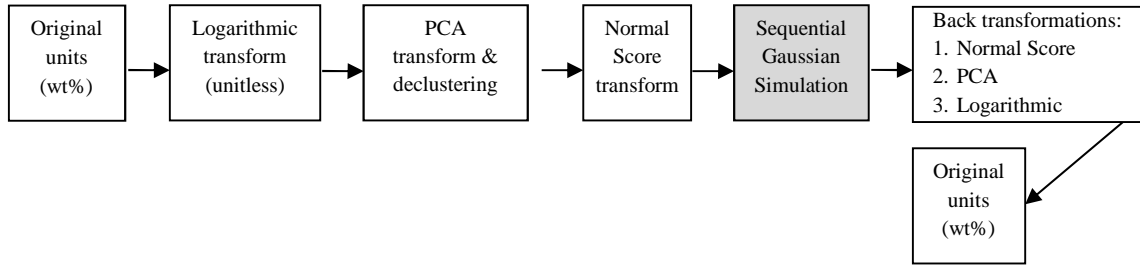 Original
units
(wt%)
Logarithmic
transform
(unitless)
PCA
transform &
declustering
Normal
Score
transform
Sequential
Gaussian
Simulation
Back transformations:
1. Normal Score
2. PCA
3. Logarithmic
Original
units
(wt%)